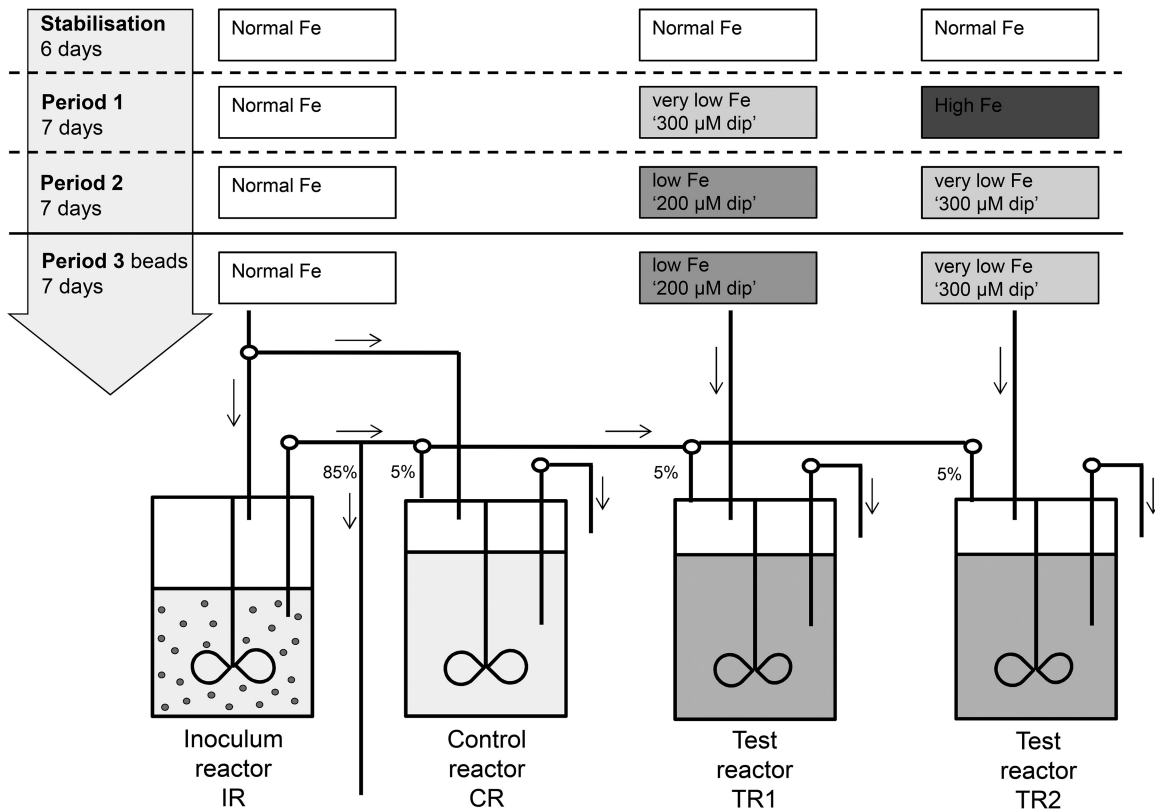 Stabilisation
6 days
Normal Fe
Normal Fe
Normal Fe
Period 1
7 days
Normal Fe
very low Fe
‘300 µM dip’
High Fe
Period 2
7 days
Normal Fe
low Fe
‘200 µM dip’
very low Fe
‘300 µM dip’
Period 3 beads
7 days
Normal Fe
low Fe
‘200 µM dip’
very low Fe
‘300 µM dip’
85%
5%
5%
5%
Inoculum
reactor
IR
Control
reactor
CR
Test
reactor
TR1
Test
reactor
TR2